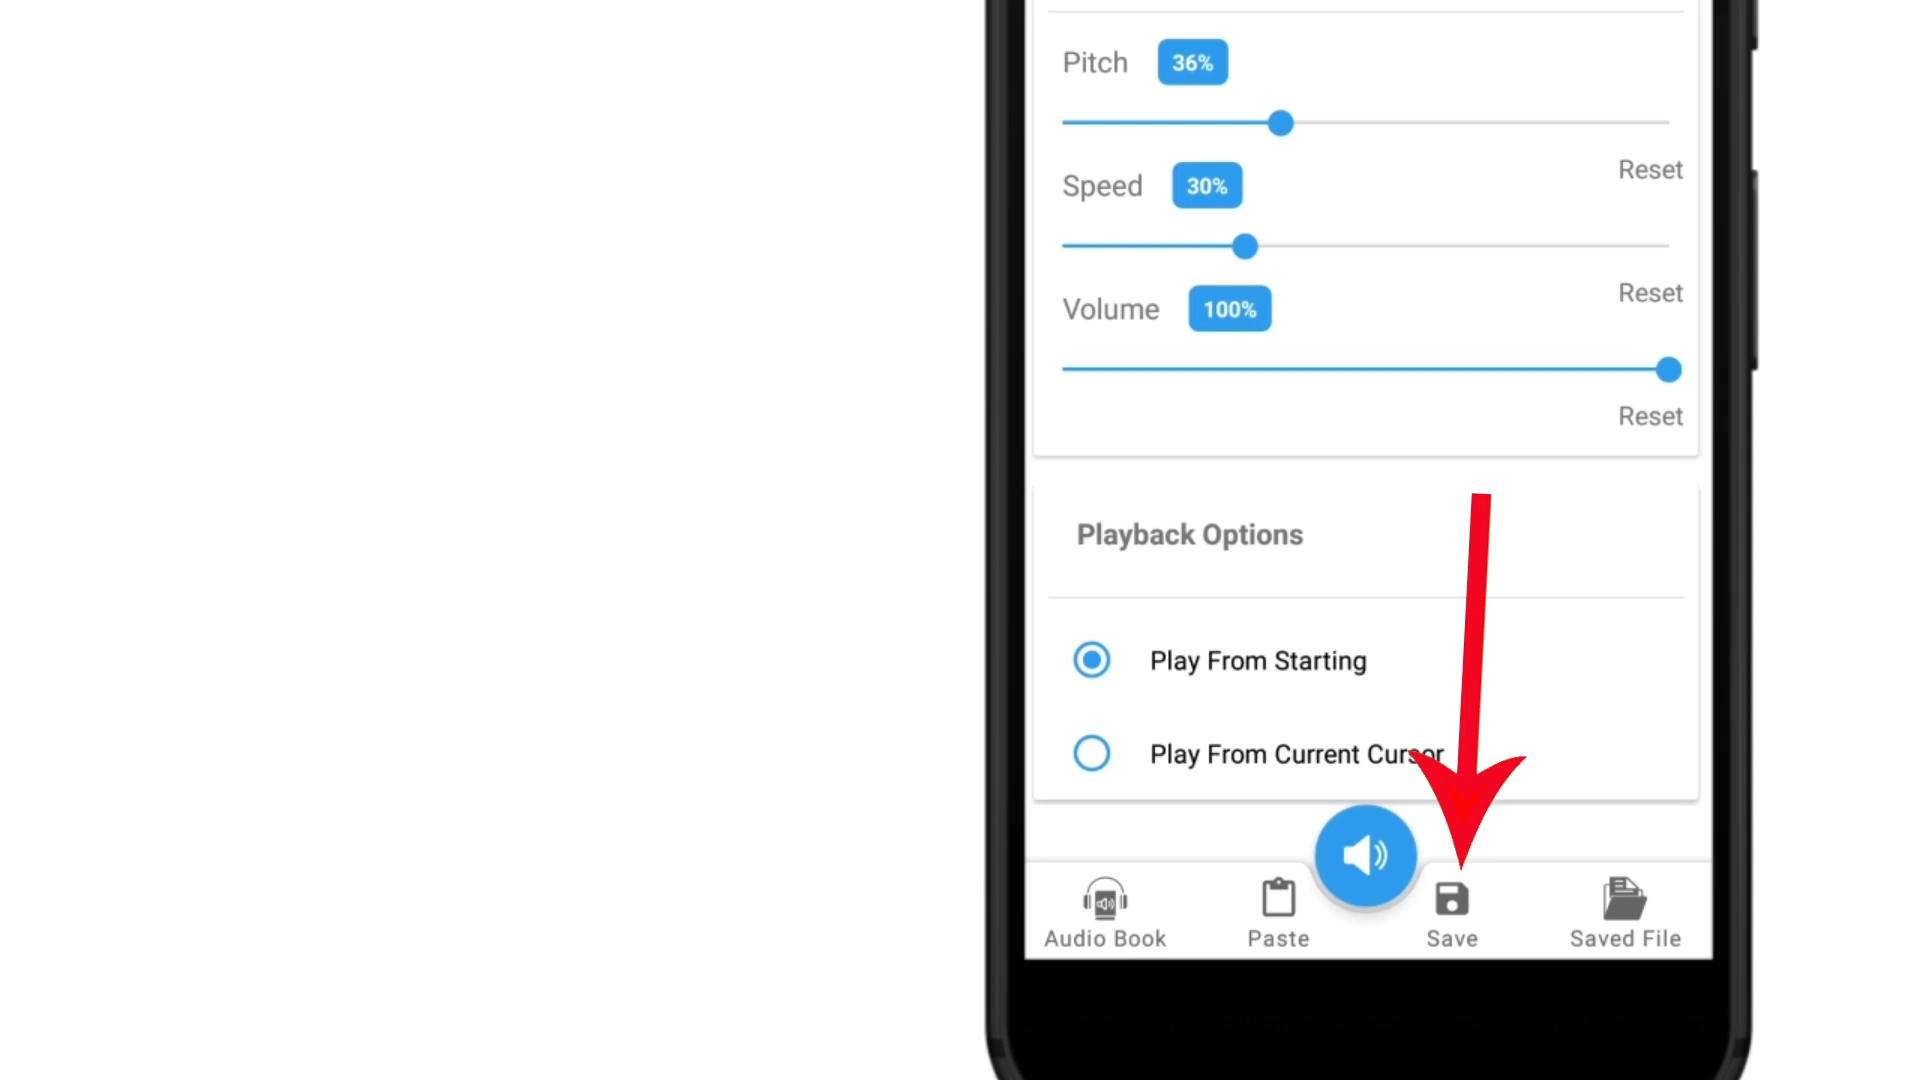 Pitch 36%
Reset
Speed 30%
Reset
Volume 100%
Reset
Playback Options
Play From Starting
Play From Current Cursor
Audio Book Paste Save Saved File